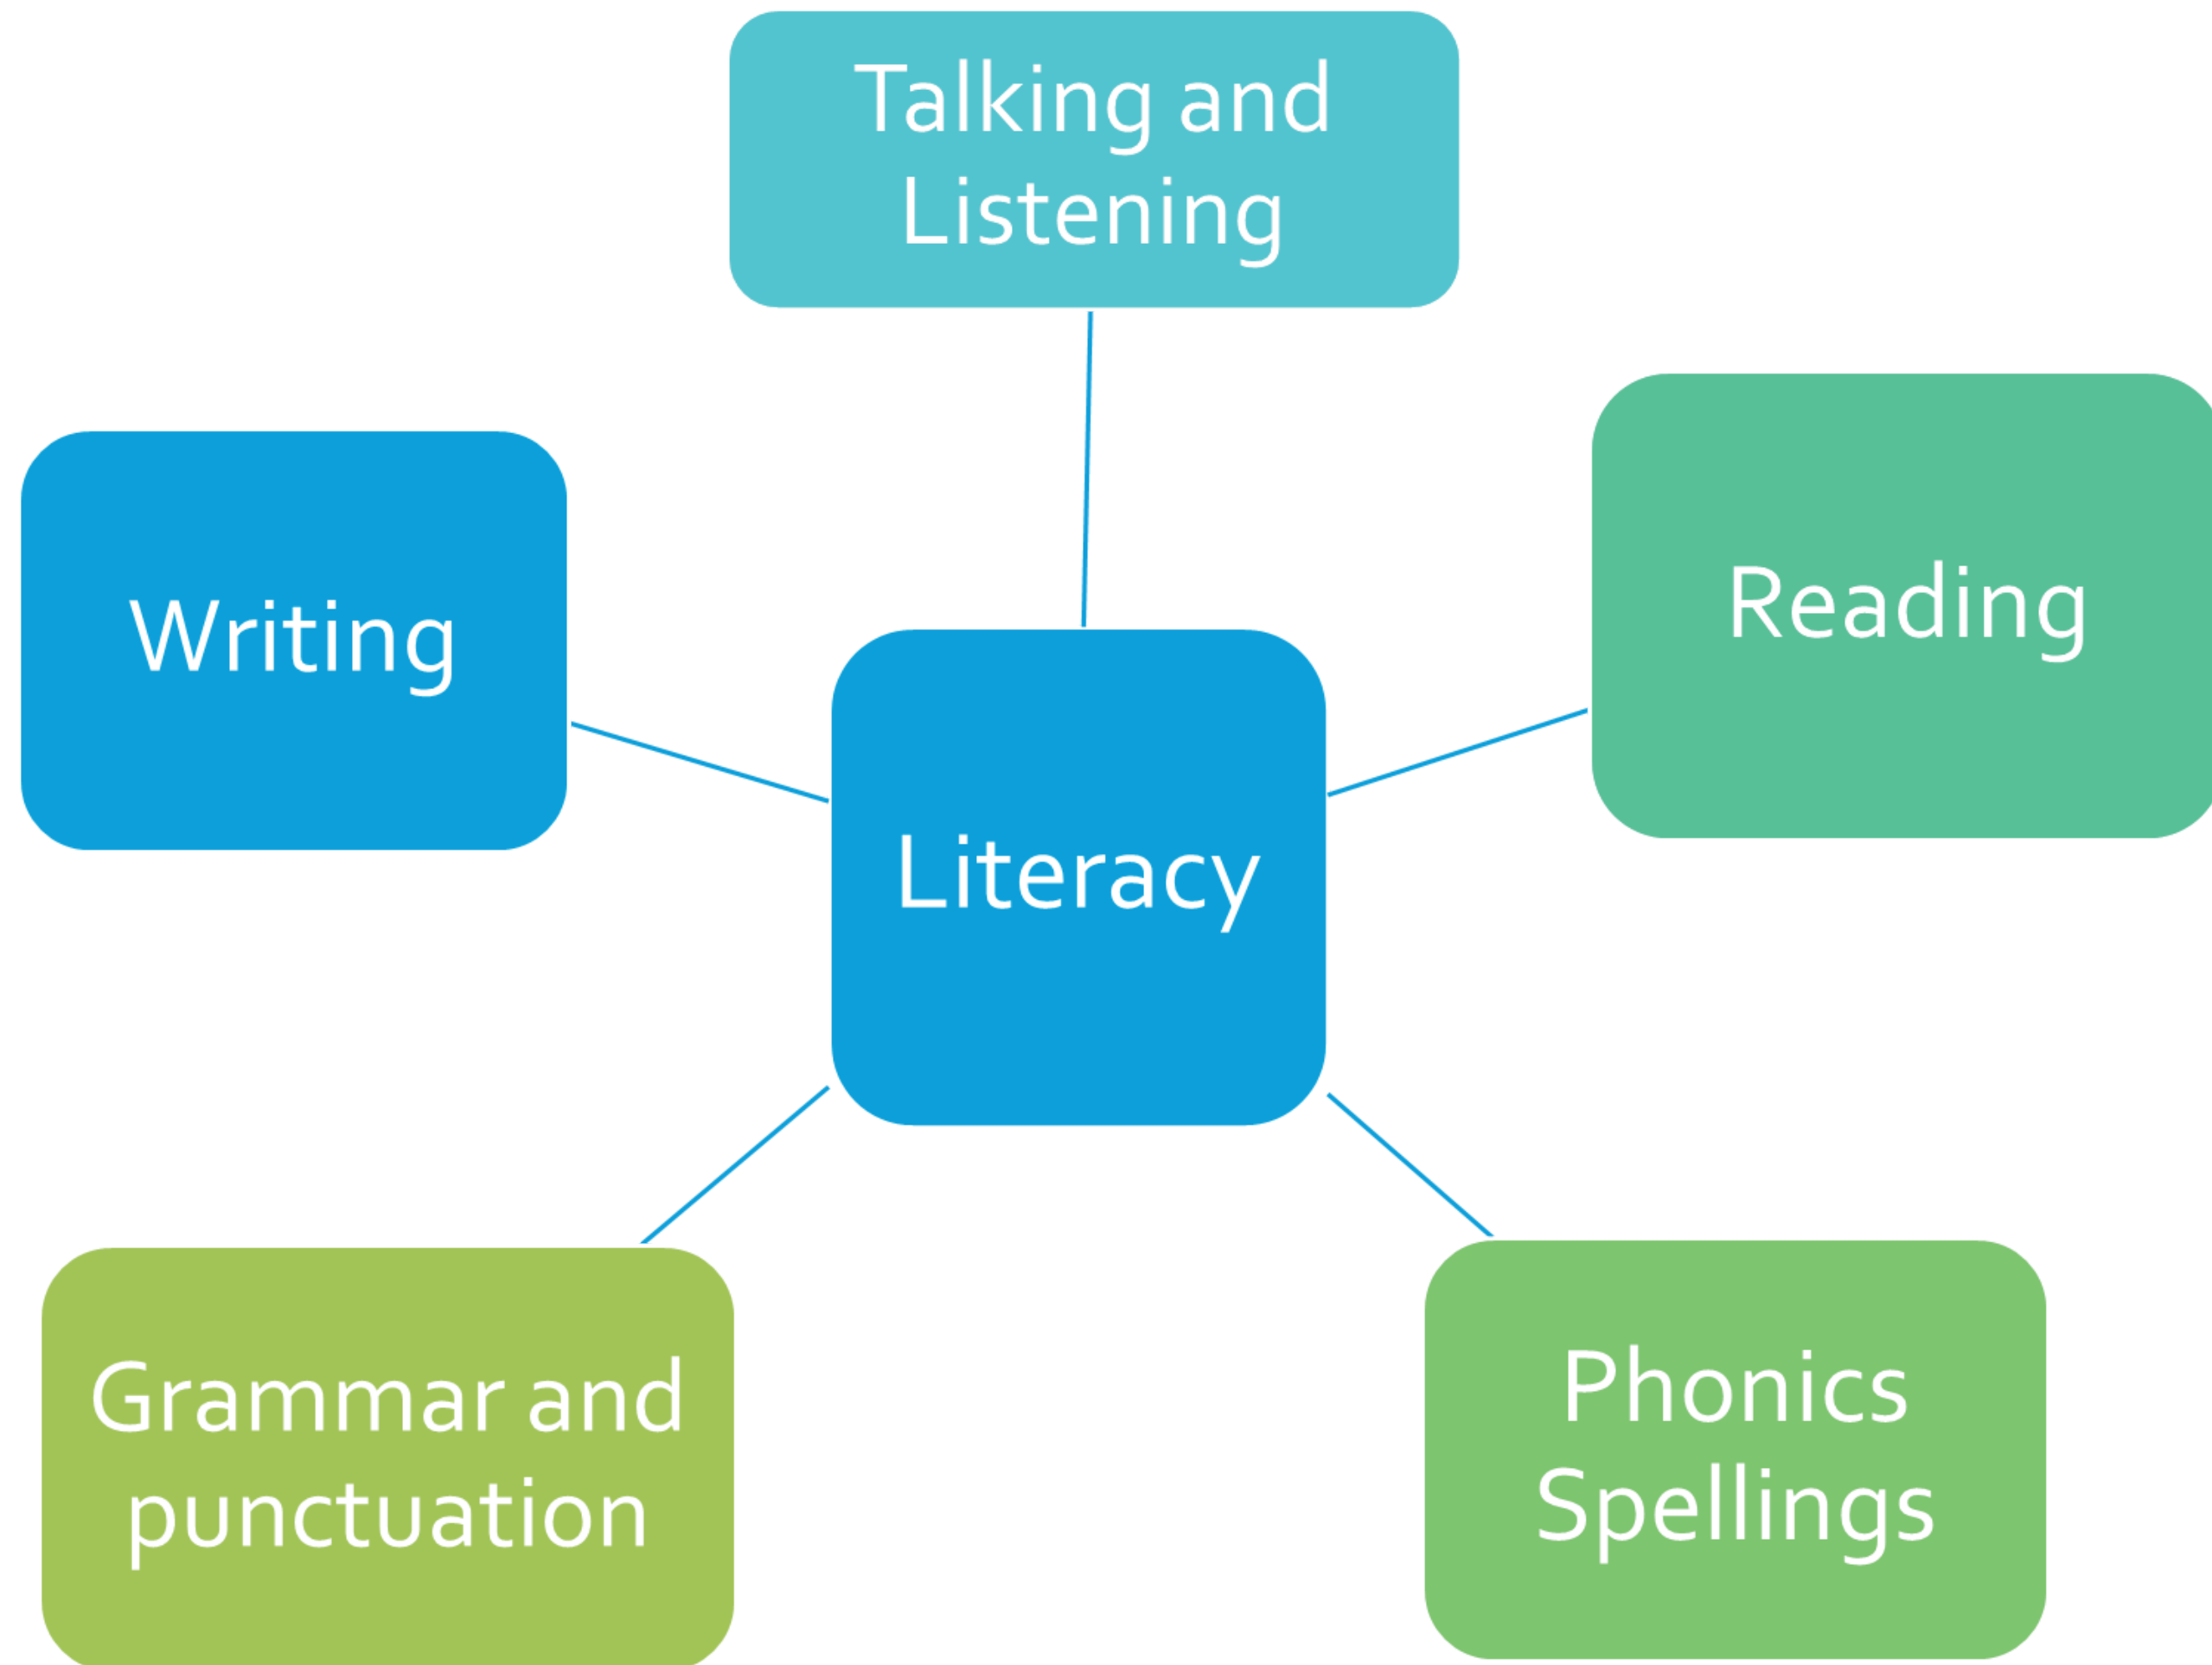 Talking and
Listening
Reading
Writing
Literacy
Grammar and
punctuation
Phonics
Spellings